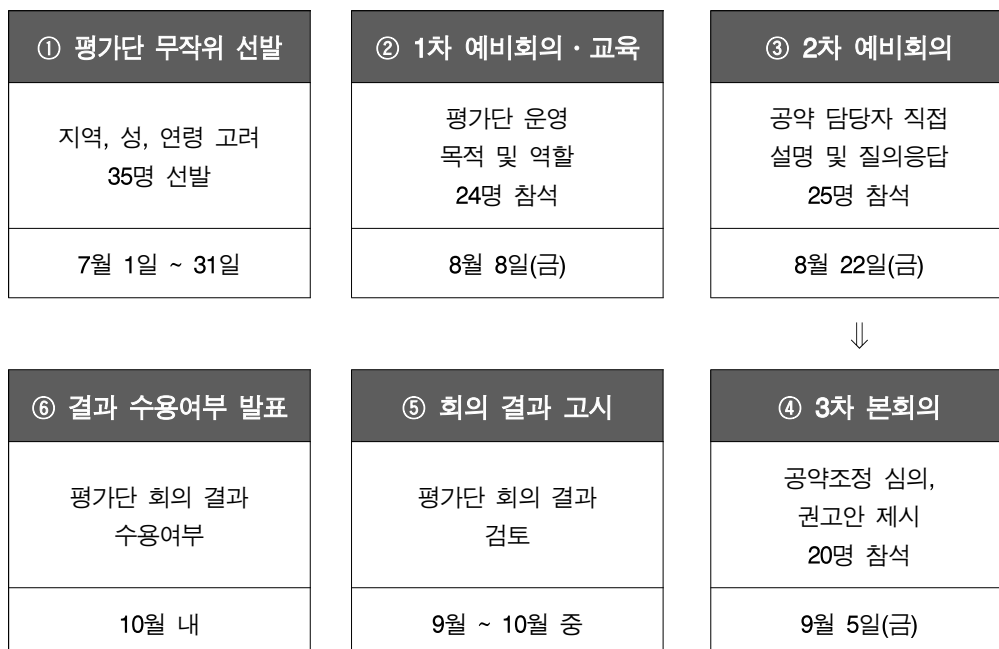 ① 평가단 무작위 선발
지역, 성, 연령 고려
35명 선발
7월 1일 ~ 31일
② 1차 예비회의 · 교육
평가단 운영
목적 및 역할
24명 참석
8월 8일(금)
③ 2차 예비회의
공약 담당자 직접
설명 및 질의응답
25명 참석
8월 22일(금)
⇓
④ 3차 본회의
공약조정 심의,
권고안 제시
20명 참석
9월 5일(금)
⑤ 회의 결과 고시
평가단 회의 결과
검토
9월 ~ 10월 중
⑥ 결과 수용여부 발표
평가단 회의 결과
수용여부
10월 내